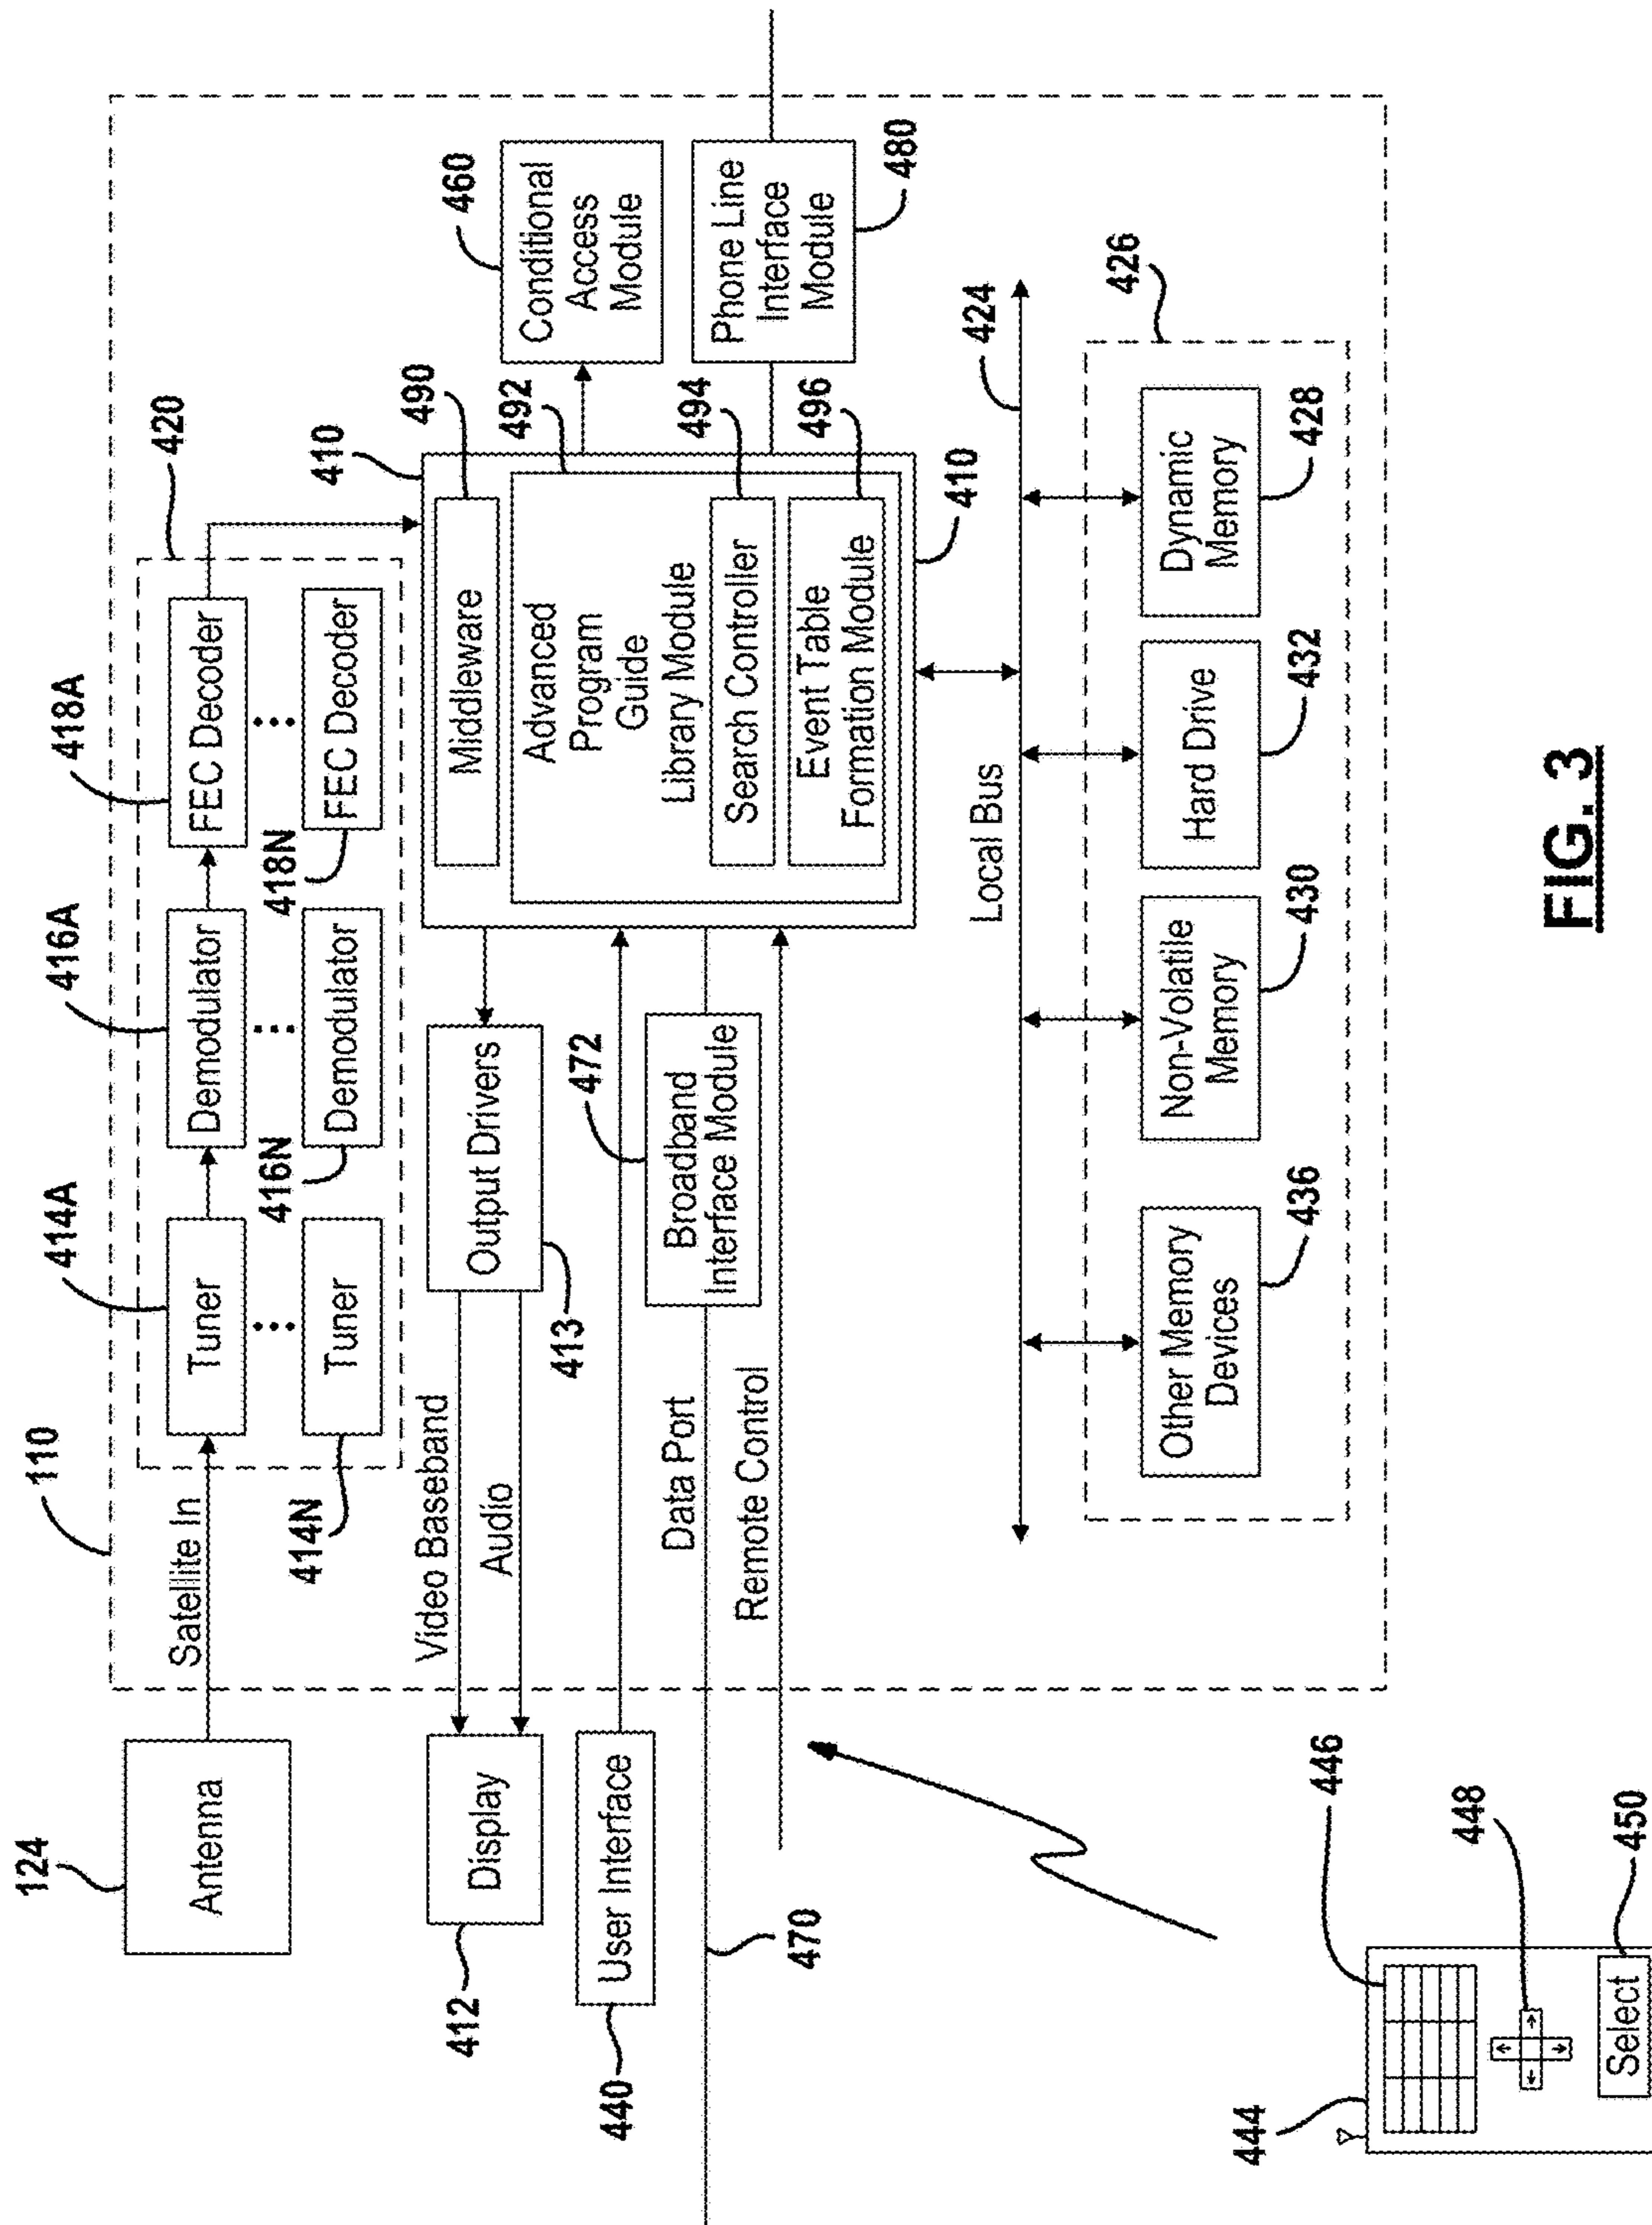 124
Antenna
Satellite In
110
414A
Tuner
414N
Tuner
416A
Demodulator
416N
Demodulator
418A
FEC Decoder
418N
FEC Decoder
420
412
Display
Video Baseband
Audio
Output Drivers
413
440
User Interface
472
Broadband
Interface Module
Data Port
470
Remote Control
410
Middleware
490
Advanced
Program
Guide
Library Module
492
Search Controller
494
Event Table
Formation Module
496
410
460
Conditional
Access
Module
Phone Line
Interface
Module
480
Local Bus
424
426
Other Memory
Devices
436
Non-Volatile
Memory
430
Hard Drive
432
Dynamic
Memory
428
444
446
448
Select
450
FIG. 3